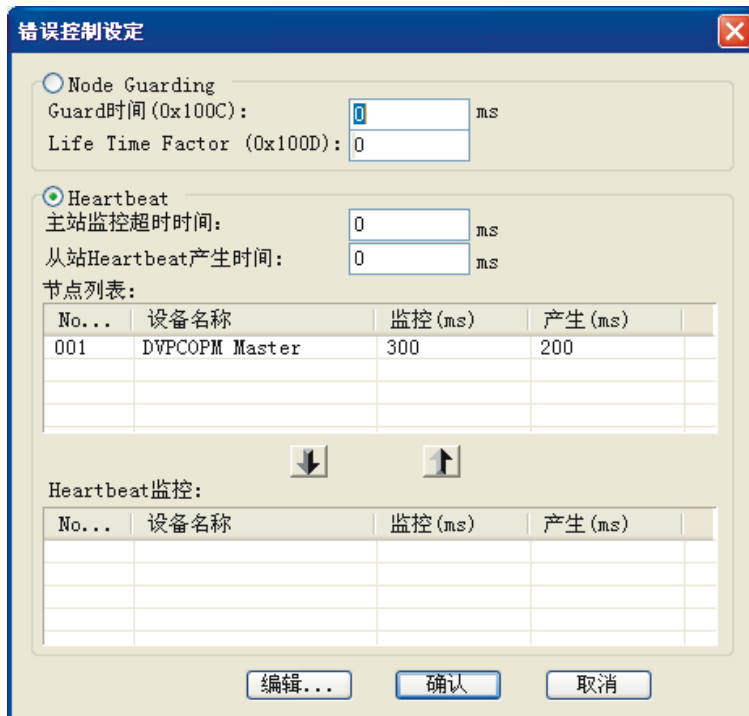 错误控制设定
Node Guarding
Guard时间(0x100C): 0 ms
Life Time Factor (0x100D): 0
Heartbeat
主站监控超时时间: 0 ms
从站Heartbeat产生时间: 0 ms
节点列表:
No... 设备名称 监控(ms) 产生(ms)
001 DVPCOPM Master 300 200
Heartbeat监控:
No... 设备名称 监控(ms) 产生(ms)
编辑... 确认 取消